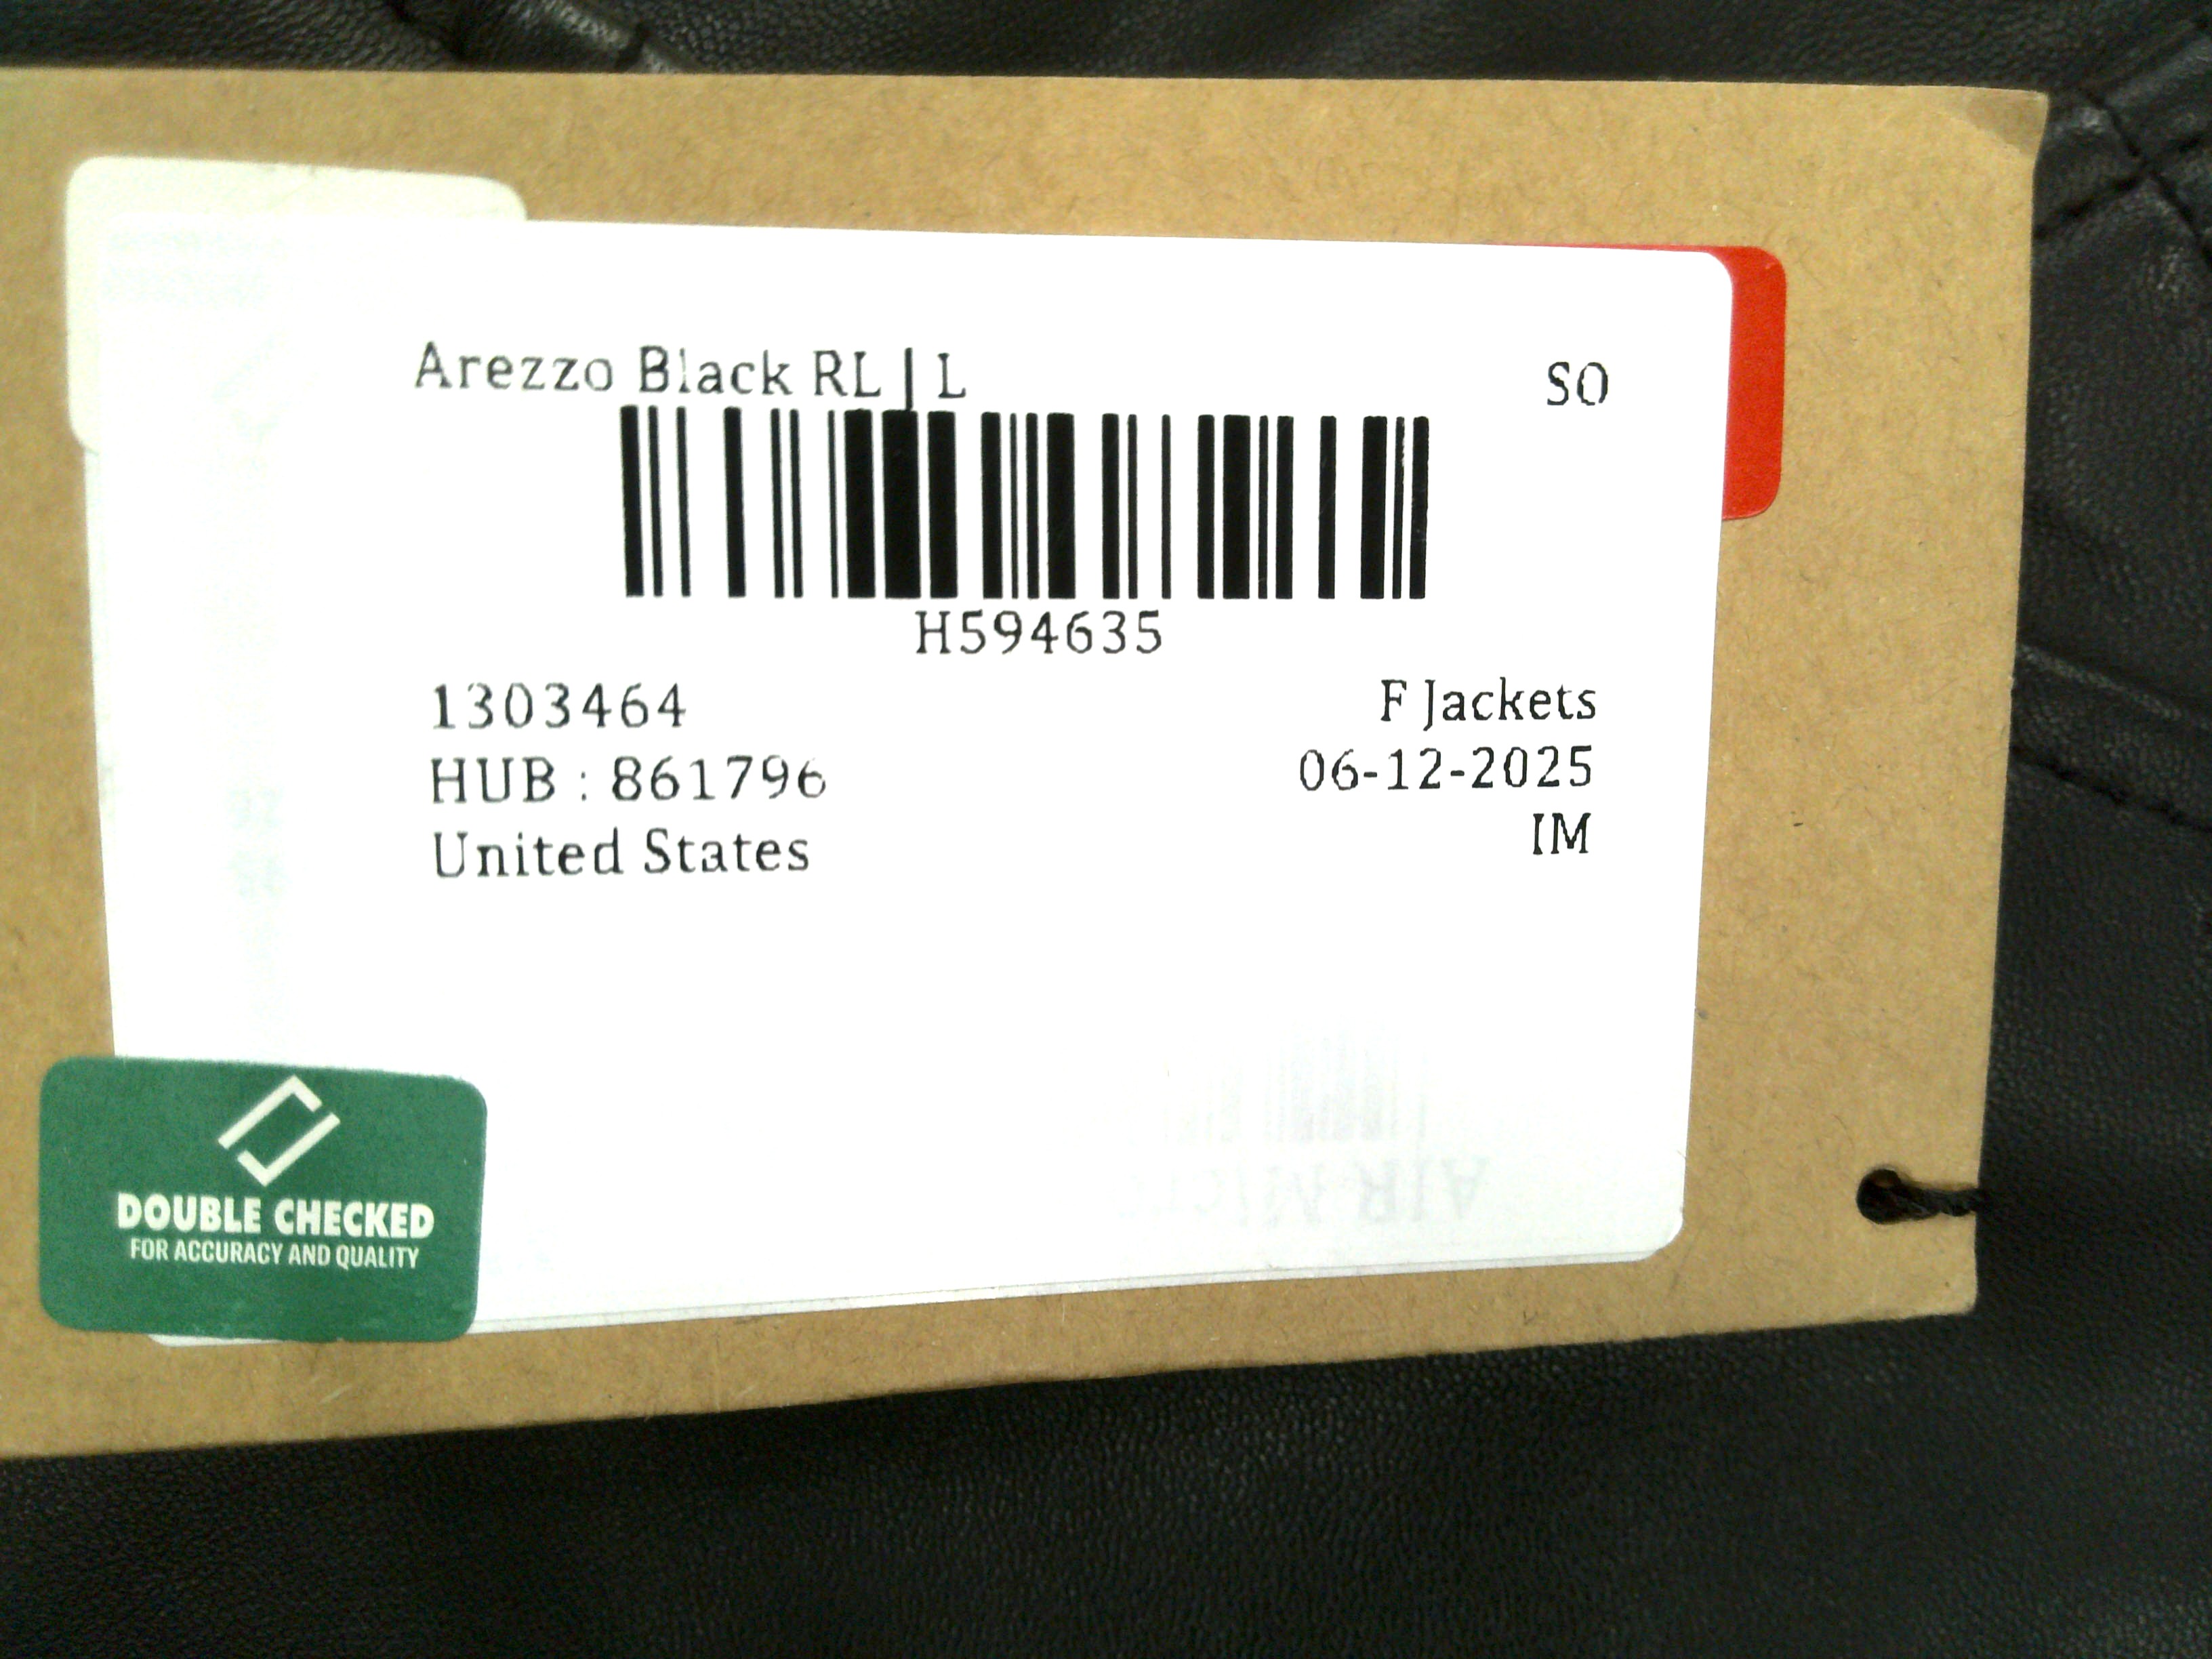 Arezzo Black RL | L
SO
H594635
1303464
HUB : 861796
United States
F Jackets
06-12-2025
IM
DOUBLE CHECKED
FOR ACCURACY AND QUALITY